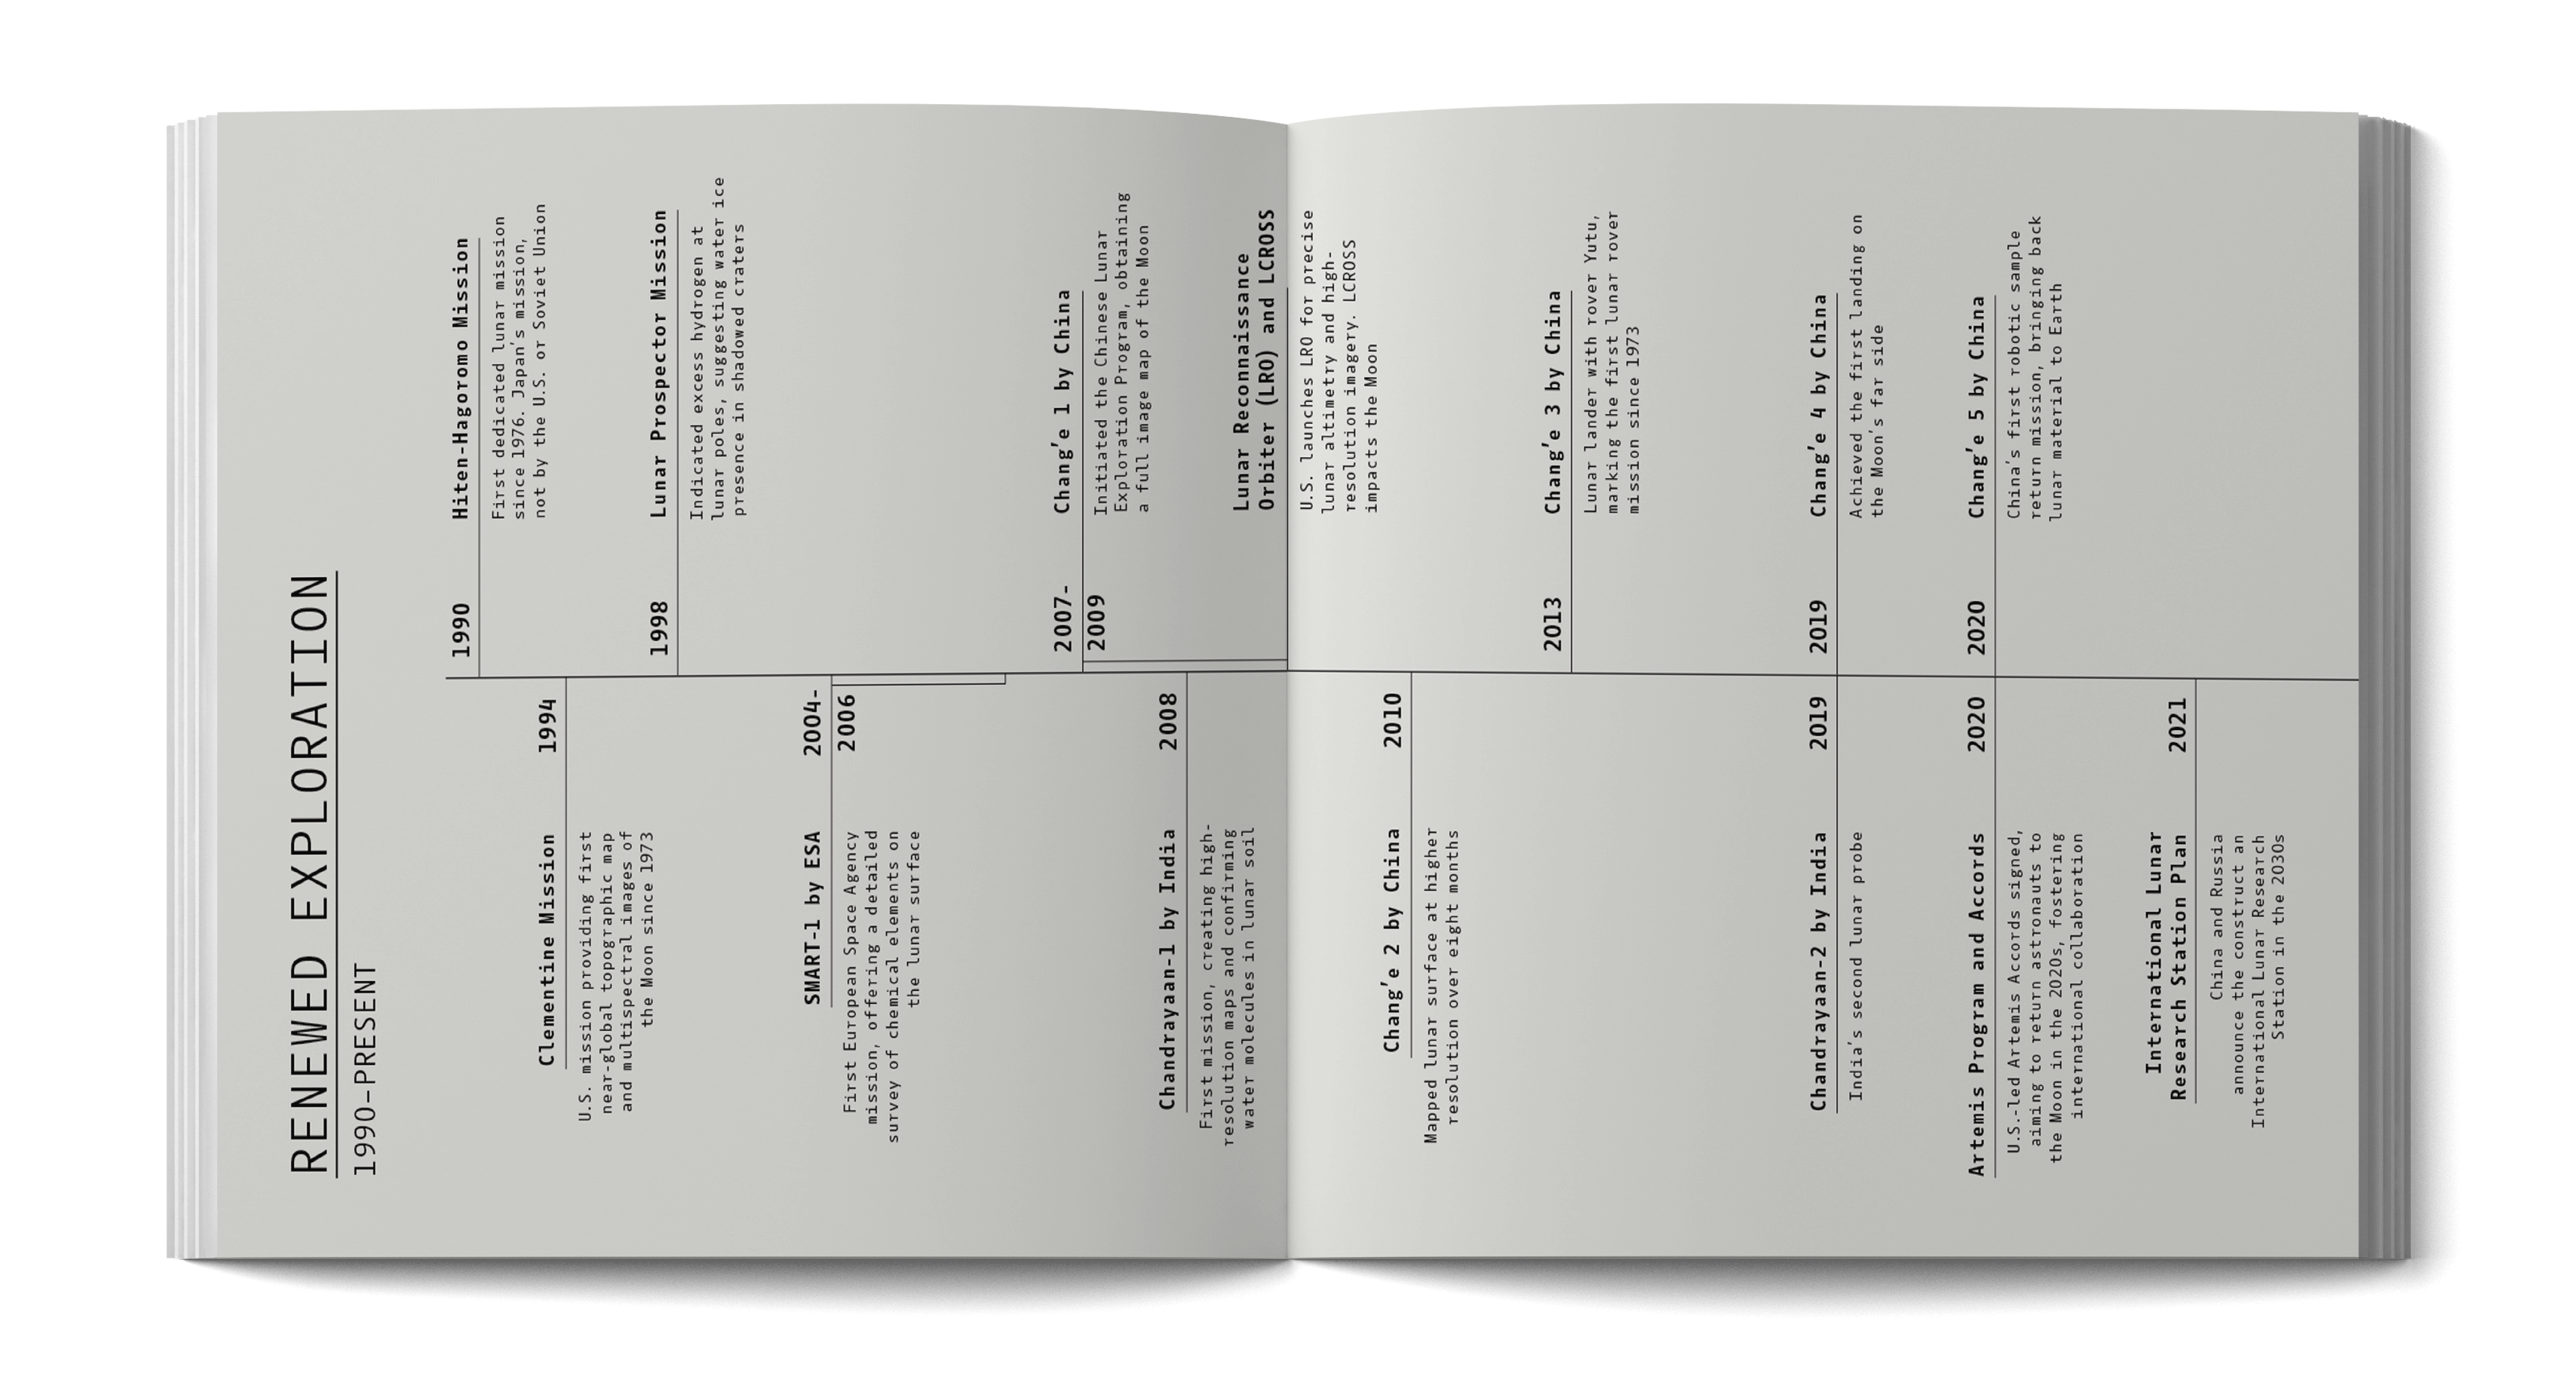 RENEWED EXPLORATION
1990–PRESENT
1990
Hiten-Hagoromo Mission
First dedicated lunar mission
since 1976. Japan's mission,
not by the U.S. or Soviet Union
1994
Clementine Mission
U.S. mission providing first
near-global topographic map
and multispectral images of
the Moon since 1973
1998
Lunar Prospector Mission
Indicated excess hydrogen at
lunar poles, suggesting water ice
presence in shadowed craters
2004-
2006
SMART-1 by ESA
First European Space Agency
mission, offering a detailed
survey of chemical elements on
the lunar surface
2007-
2009
Chang'e 1 by China
Initiated the Chinese Lunar
Exploration Program, obtaining
a full image map of the Moon
2008
Chandrayaan-1 by India
First mission, creating high-
resolution maps and confirming
water molecules in lunar soil
Lunar Reconnaissance
Orbiter (LRO) and LCROSS
U.S. launches LRO for precise
lunar altimetry and high-
resolution imagery. LCROSS
impacts the Moon
2010
Chang'e 2 by China
Mapped lunar surface at higher
resolution over eight months
2013
Chang'e 3 by China
Lunar lander with rover Yutu,
marking the first lunar rover
mission since 1973
2019
Chang'e 4 by China
Achieved the first landing on
the Moon's far side
2019
Chandrayaan-2 by India
India's second lunar probe
2020
Chang'e 5 by China
China's first robotic sample
return mission, bringing back
lunar material to Earth
2020
Artemis Program and Accords
U.S.-led Artemis Accords signed,
aiming to return astronauts to
the Moon in the 2020s, fostering
international collaboration
2021
International Lunar
Research Station Plan
China and Russia
announce the construct an
International Lunar Research
Station in the 2030s